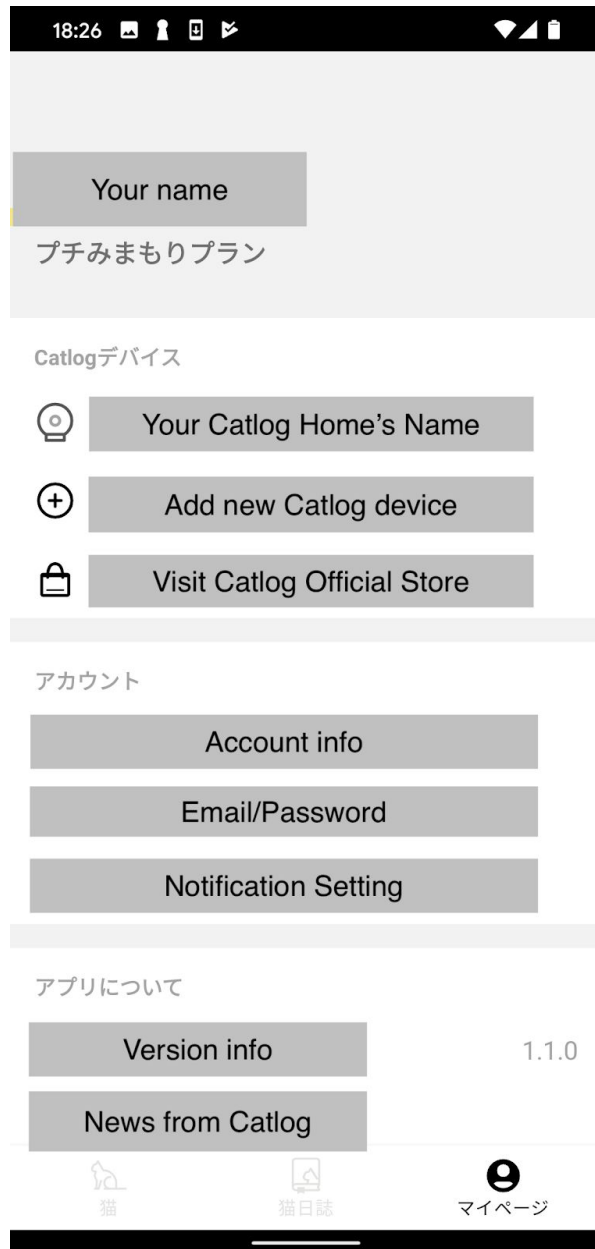 18:26
Your name
プチみまもりプラン
Catlogデバイス
Your Catlog Home’s Name
Add new Catlog device
Visit Catlog Official Store
アカウント
Account info
Email/Password
Notification Setting
アプリについて
Version info 1.1.0
News from Catlog
猫 猫日誌 マイページ